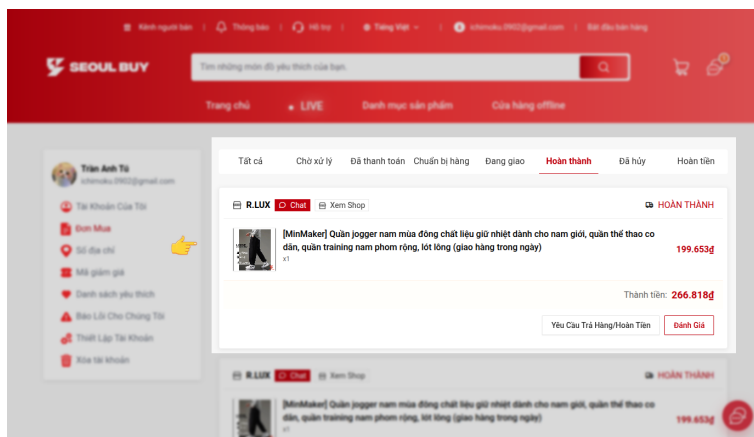 Kênh người bán | Thông báo | Hỗ trợ | Tiếng Việt | ichimoku.0902@gmail.com | Bắt đầu bán hàng
SEOUL BUY
Tìm những món đồ yêu thích của bạn.
Trang chủ LIVE Danh mục sản phẩm Cửa hàng offline
Trần Anh Tú
ichimoku.0902@gmail.com
Tài Khoản Của Tôi
Đơn Mua
Sổ địa chỉ
Mã giảm giá
Danh sách yêu thích
Báo Lỗi Cho Chúng Tôi
Thiết Lập Tài Khoản
Xóa tài khoản
Tất cả Chờ xử lý Đã thanh toán Chuẩn bị hàng Đang giao Hoàn thành Đã hủy Hoàn tiền
R.LUX Chat Xem Shop HOÀN THÀNH
[MinMaker] Quần jogger nam mùa đông chất liệu giữ nhiệt dành cho nam giới, quần thể thao co
dãn, quần training nam phom rộng, lót lông (giao hàng trong ngày)
x1
199.653₫
Thành tiền: 266.818₫
Yêu Cầu Trả Hàng/Hoàn Tiền Đánh Giá
R.LUX Chat Xem Shop HOÀN THÀNH
[MinMaker] Quần jogger nam mùa đông chất liệu giữ nhiệt dành cho nam giới, quần thể thao co
dãn, quần training nam phom rộng, lót lông (giao hàng trong ngày)
x1
199.653₫